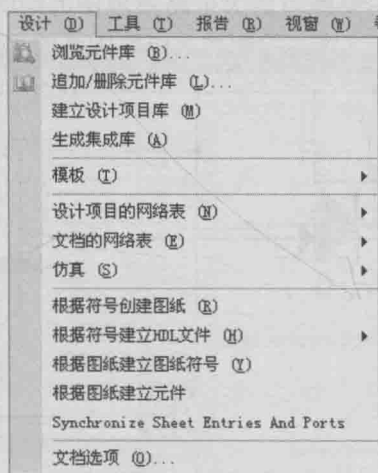 设计 (D) 工具 (T) 报告 (R) 视窗 (W)
浏览元件库 (B)...
追加/删除元件库 (L)...
建立设计项目库 (M)
生成集成库 (A)
模板 (T)
设计项目的网络表 (N)
文档的网络表 (E)
仿真 (S)
根据符号创建图纸 (R)
根据符号建立HDL文件 (H)
根据图纸建立图纸符号 (Y)
根据图纸建立元件
Synchronize Sheet Entries And Ports
文档选项 (O)...